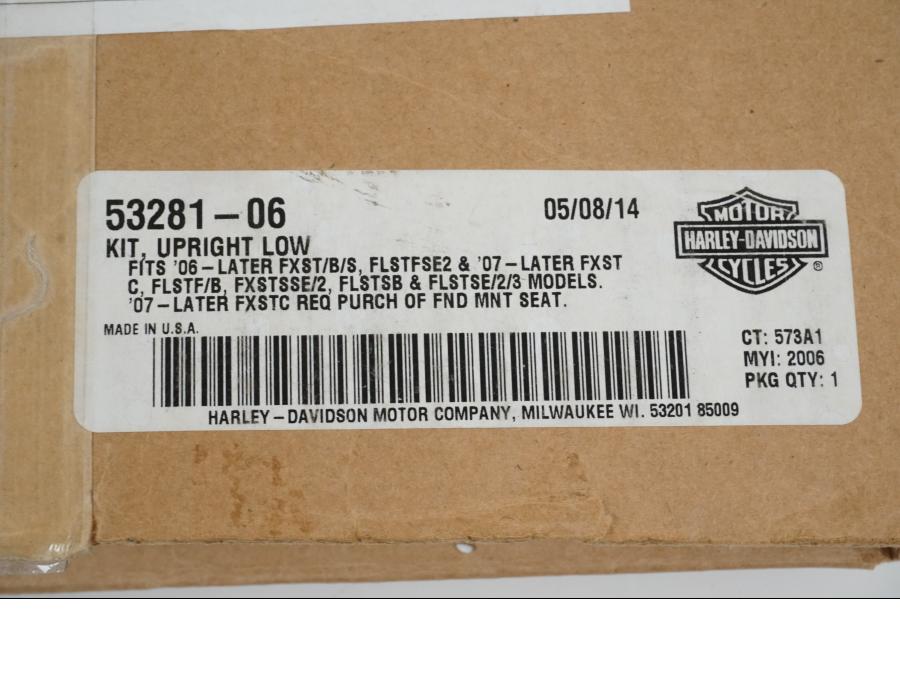 53281-06
05/08/14
KIT, UPRIGHT LOW
FITS '06-LATER FXST/B/S, FLSTFSE2 & '07-LATER FXST
C, FLSTF/B, FXSTSSE/2, FLSTSB & FLSTSE/2/3 MODELS.
'07-LATER FXSTC REQ PURCH OF FND MNT SEAT.
MADE IN U.S.A.
MOTOR
HARLEY-DAVIDSON
CYCLES
®
CT: 573A1
MYI: 2006
PKG QTY: 1
HARLEY-DAVIDSON MOTOR COMPANY, MILWAUKEE WI. 53201 85009